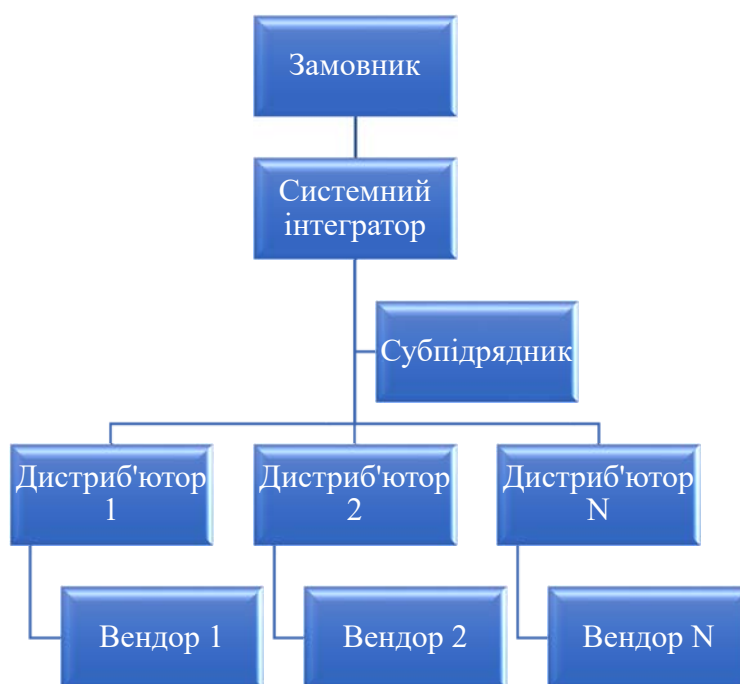 Замовник
Системний
інтегратор
Субпідрядник
Дистриб'ютор
1
Дистриб'ютор
2
Дистриб'ютор
N
Вендор 1
Вендор 2
Вендор N